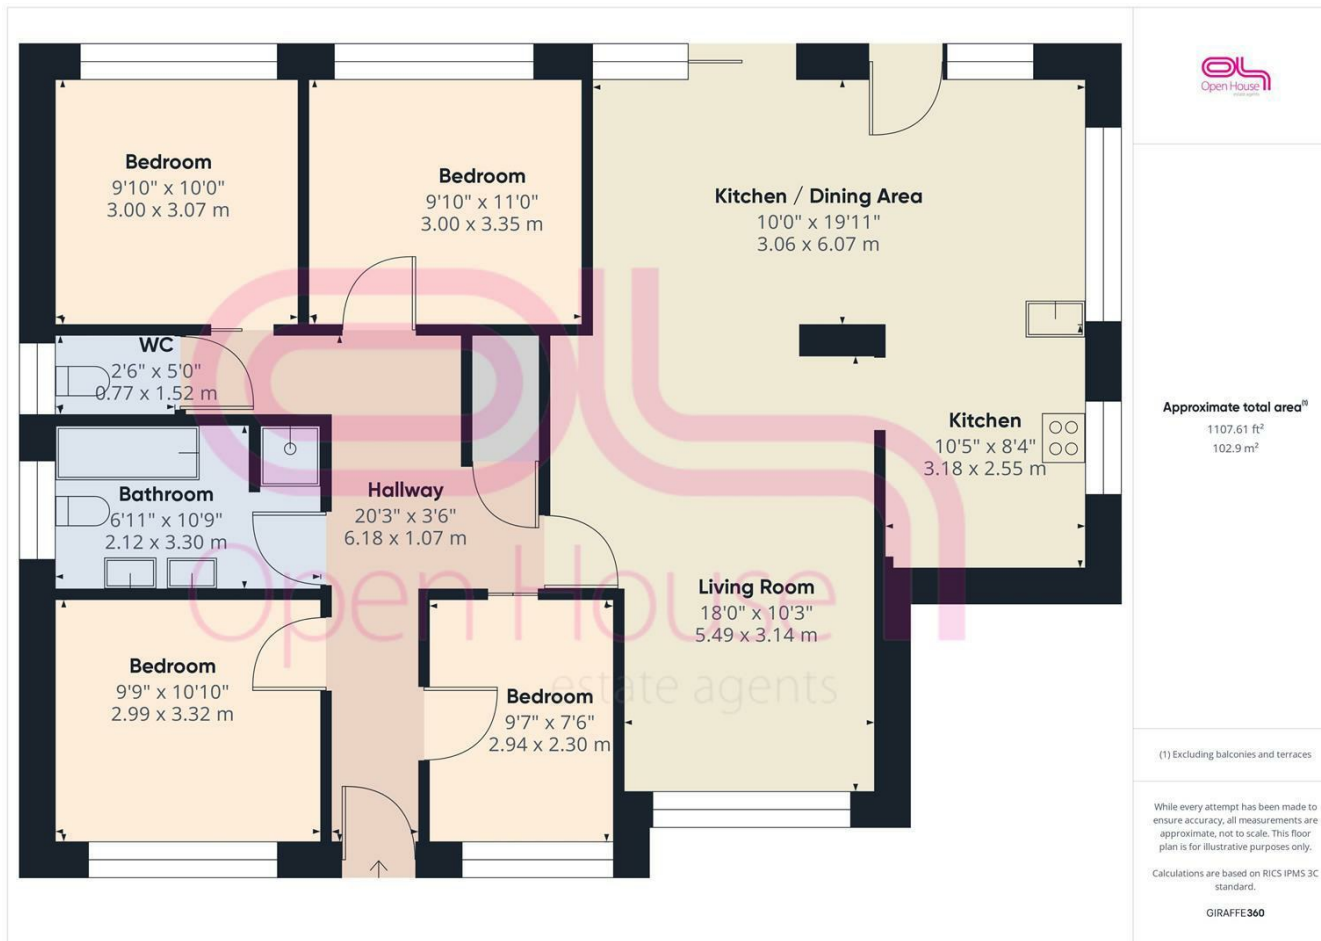 Bedroom
9'10" x 10'0"
3.00 x 3.07 m
Bedroom
9'10" x 11'0"
3.00 x 3.35 m
Kitchen / Dining Area
10'0" x 19'11"
3.06 x 6.07 m
WC
2'6" x 5'0"
0.77 x 1.52 m
Kitchen
10'5" x 8'4"
3.18 x 2.55 m
Bathroom
6'11" x 10'9"
2.12 x 3.30 m
Hallway
20'3" x 3'6"
6.18 x 1.07 m
Living Room
18'0" x 10'3"
5.49 x 3.14 m
Bedroom
9'9" x 10'10"
2.99 x 3.32 m
Bedroom
9'7" x 7'6"
2.94 x 2.30 m
Open House
estate agents
Open House
estate agents
Approximate total area(1)
1107.61 ft²
102.9 m²
(1) Excluding balconies and terraces
While every attempt has been made to
ensure accuracy, all measurements are
approximate, not to scale. This floor
plan is for illustrative purposes only.
Calculations are based on RICS IPMS 3C
standard.
GIRAFFE360